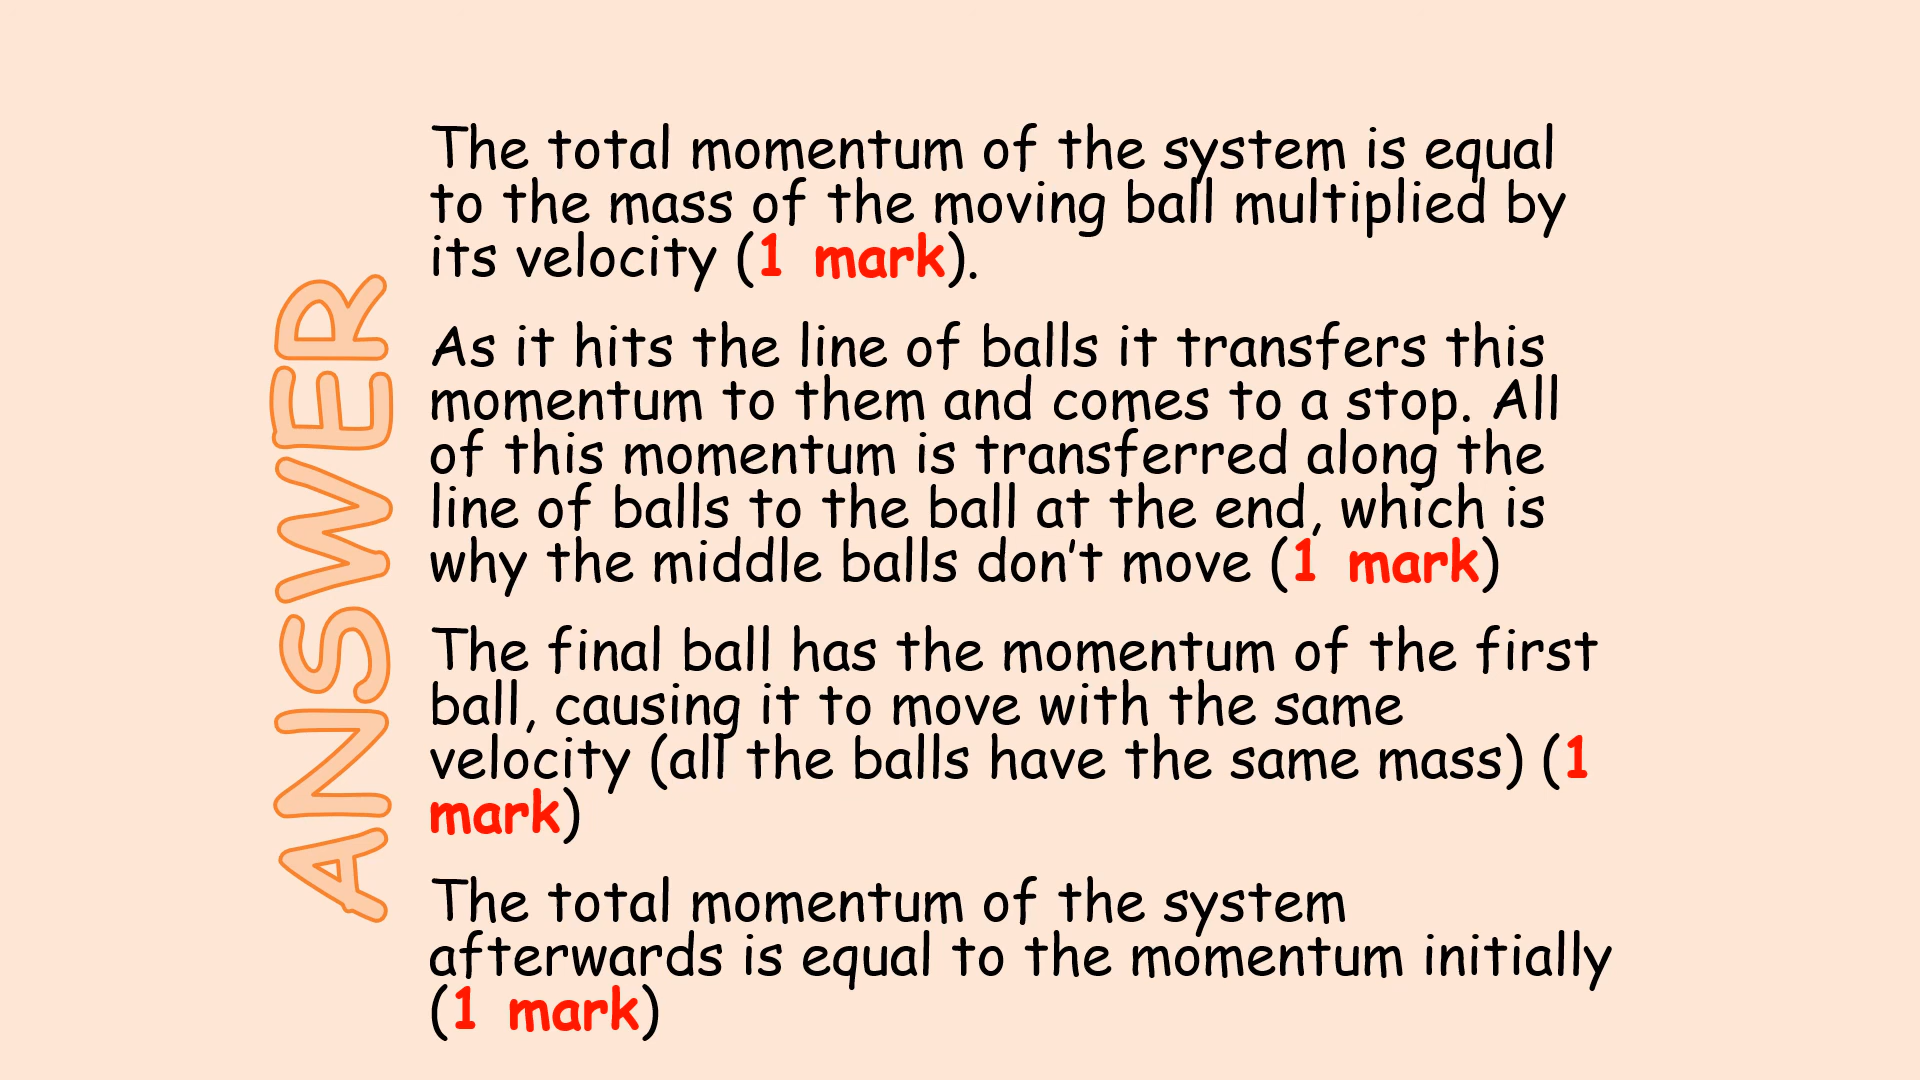 ANSWER
The total momentum of the system is equal
to the mass of the moving ball multiplied by
its velocity (1 mark).
As it hits the line of balls it transfers this
momentum to them and comes to a stop. All
of this momentum is transferred along the
line of balls to the ball at the end, which is
why the middle balls don’t move (1 mark)
The final ball has the momentum of the first
ball, causing it to move with the same
velocity (all the balls have the same mass) (1
mark)
The total momentum of the system
afterwards is equal to the momentum initially
(1 mark)